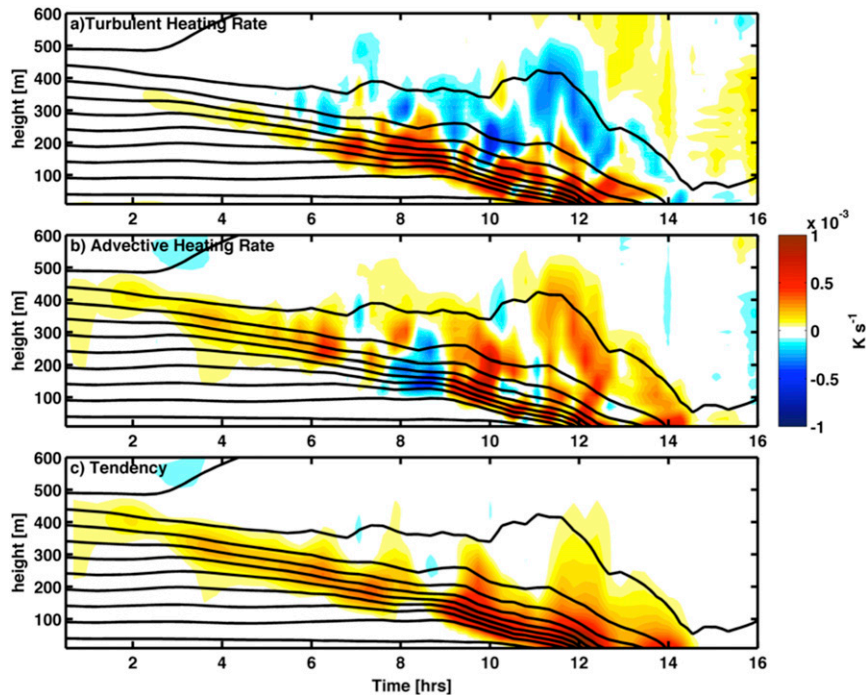 a)Turbulent Heating Rate
600
500
400
300
200
100
height [m]
2 4 6 8 10 12 14 16
b) Advective Heating Rate
600
500
400
300
200
100
height [m]
2 4 6 8 10 12 14 16
x 10⁻³
1
0.5
0
-0.5
-1
K s⁻¹
c) Tendency
600
500
400
300
200
100
height [m]
2 4 6 8 10 12 14 16
Time [hrs]